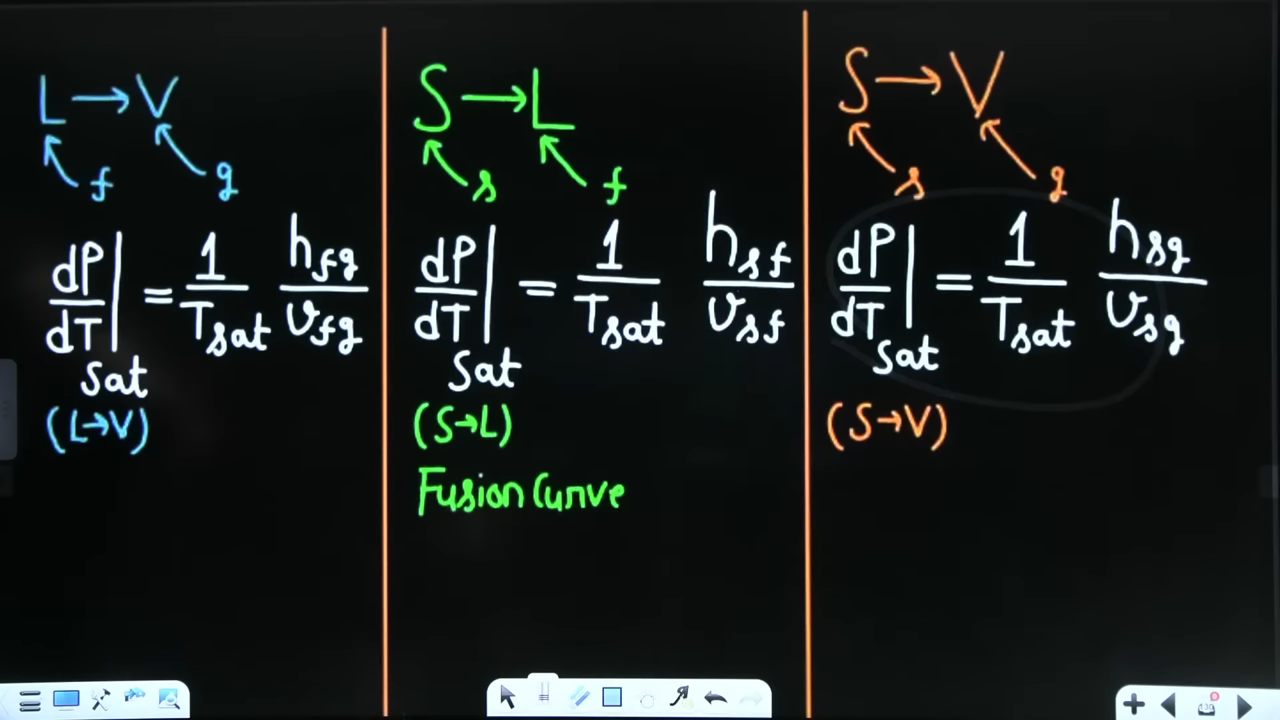 L → V
f g
dP/dT|Sat = 1/Tsat hfg/vfg
(L→V)
S → L
s f
dP/dT|Sat = 1/Tsat hsf/vsf
(S→L)
Fusion Curve
S → V
s g
dP/dT|Sat = 1/Tsat hsg/vsg
(S→V)